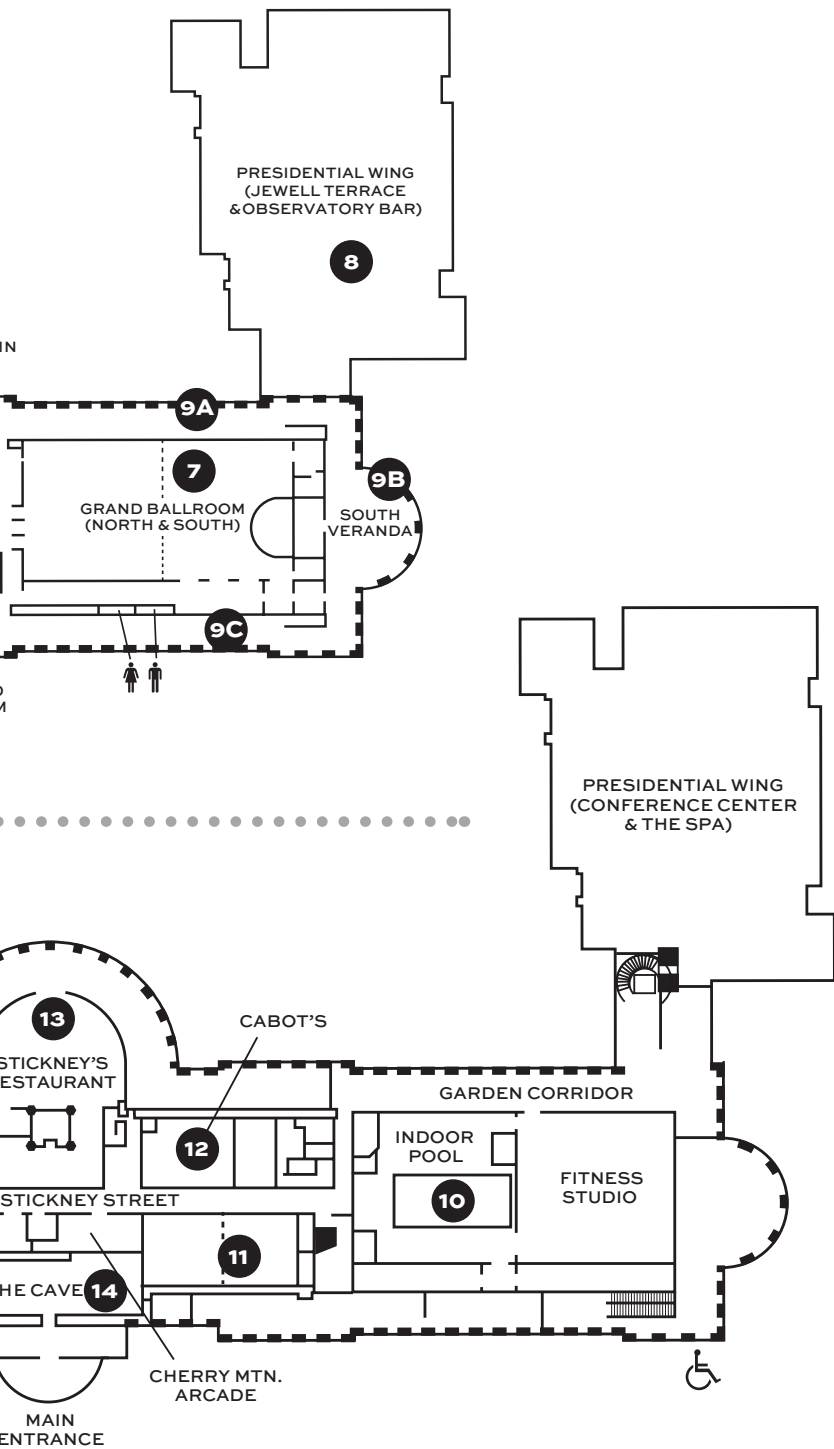 PRESIDENTIAL WING
(JEWELL TERRACE
&OBSERVATORY BAR)
8
IN
9A
7
GRAND BALLROOM
(NORTH & SOUTH)
9B
SOUTH
VERANDA
9C
M
PRESIDENTIAL WING
(CONFERENCE CENTER
& THE SPA)
13
STICKNEY'S
ESTAURANT
CABOT'S
12
GARDEN CORRIDOR
INDOOR
POOL
10
FITNESS
STUDIO
STICKNEY STREET
11
HE CAVE
14
CHERRY MTN.
ARCADE
MAIN
ENTRANCE